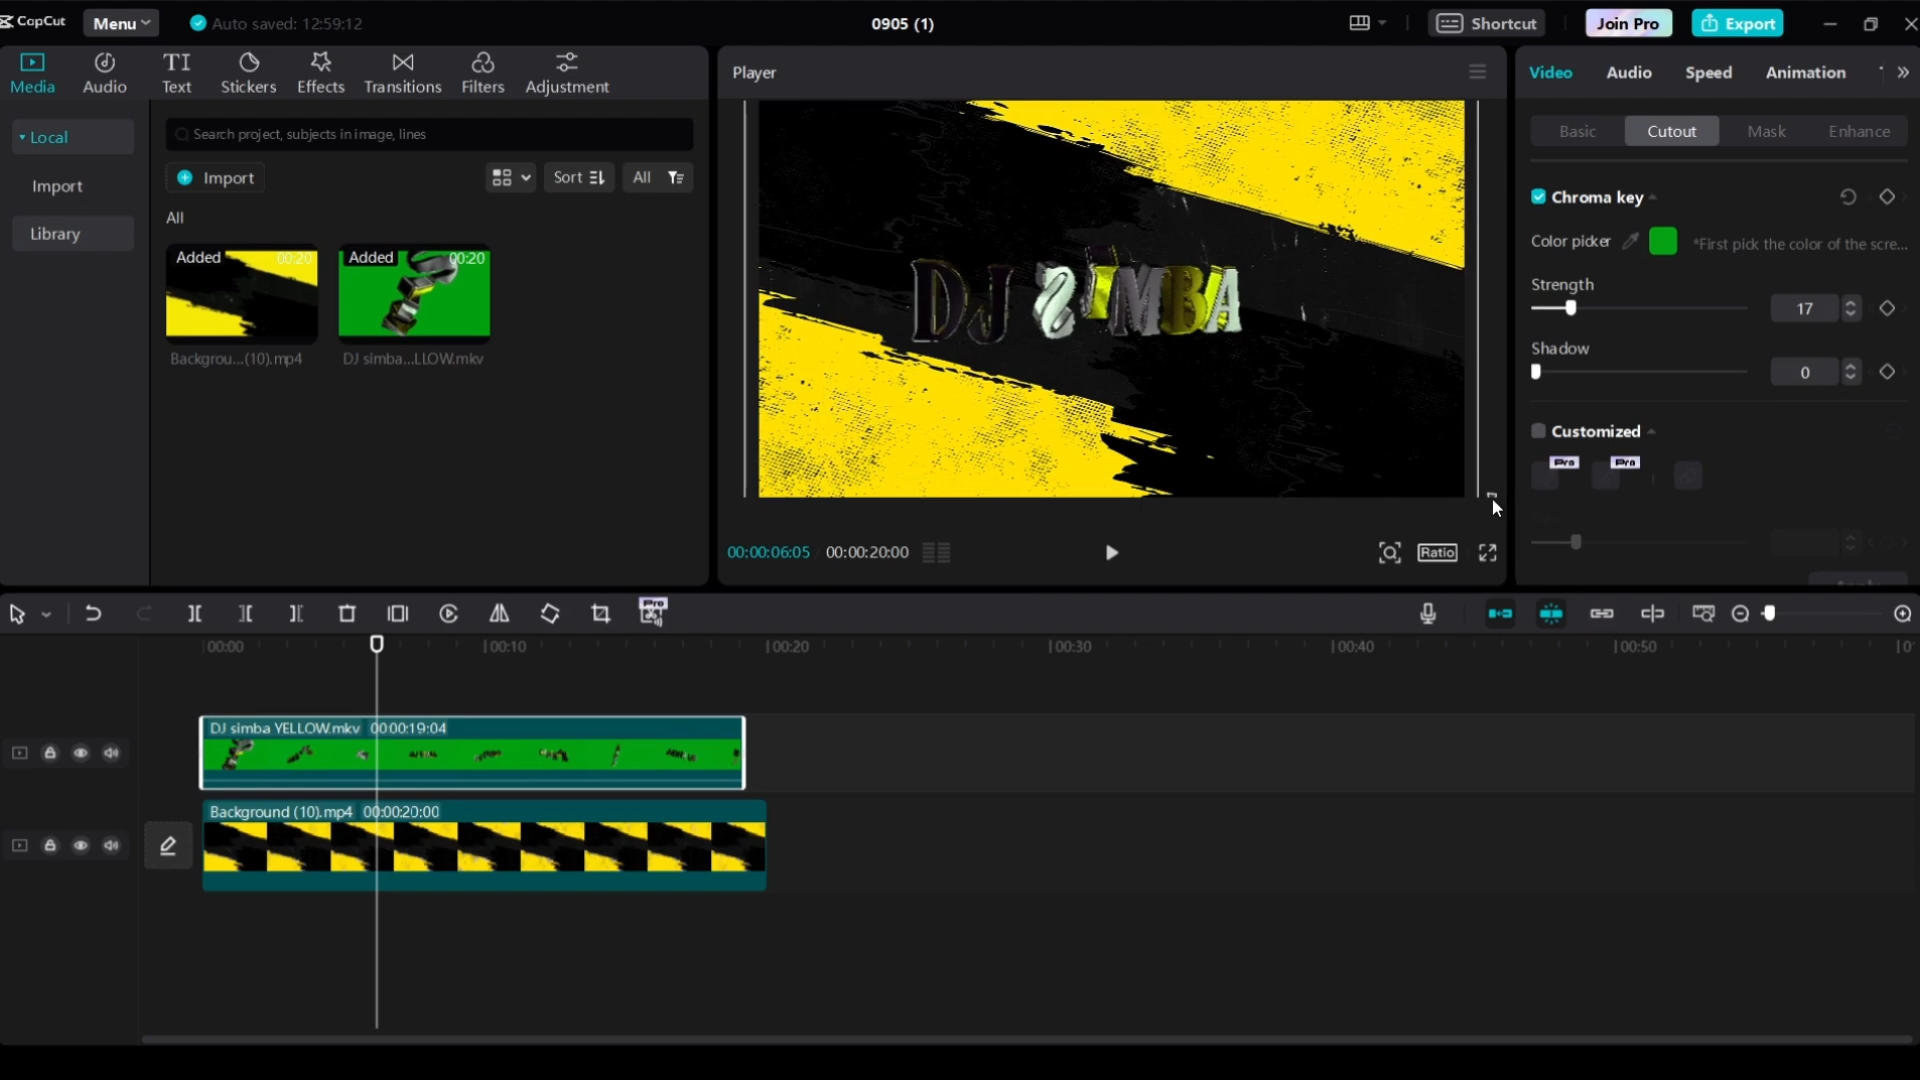 CapCut
Menu
Auto saved: 12:59:12
0905 (1)
Shortcut
Join Pro
Export
Media
Audio
Text
Stickers
Effects
Transitions
Filters
Adjustment
Player
Video
Audio
Speed
Animation
Local
Import
Library
Search project, subjects in image, lines
Import
Sort
All
All
Added
00:20
Backgrou...(10).mp4
Added
00:20
DJ simba...LLOW.mkv
DJ SIMBA
00:00:06:05
00:00:20:00
Ratio
Basic
Cutout
Mask
Enhance
Chroma key
Color picker
*First pick the color of the scre...
Strength
17
Shadow
0
Customized
Pro
Pro
Pro
00:00
00:10
00:20
00:30
00:40
00:50
DJ simba YELLOW.mkv 00:00:19:04
Background (10).mp4 00:00:20:00